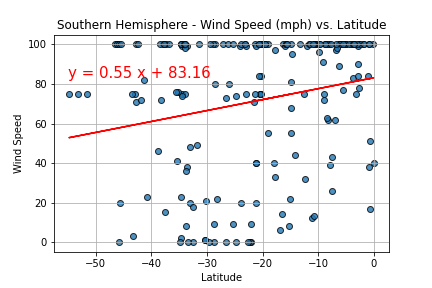 Southern Hemisphere - Wind Speed (mph) vs. Latitude
100
80
60
40
20
0
Wind Speed
y = 0.55 x + 83.16
−50 −40 −30 −20 −10 0
Latitude